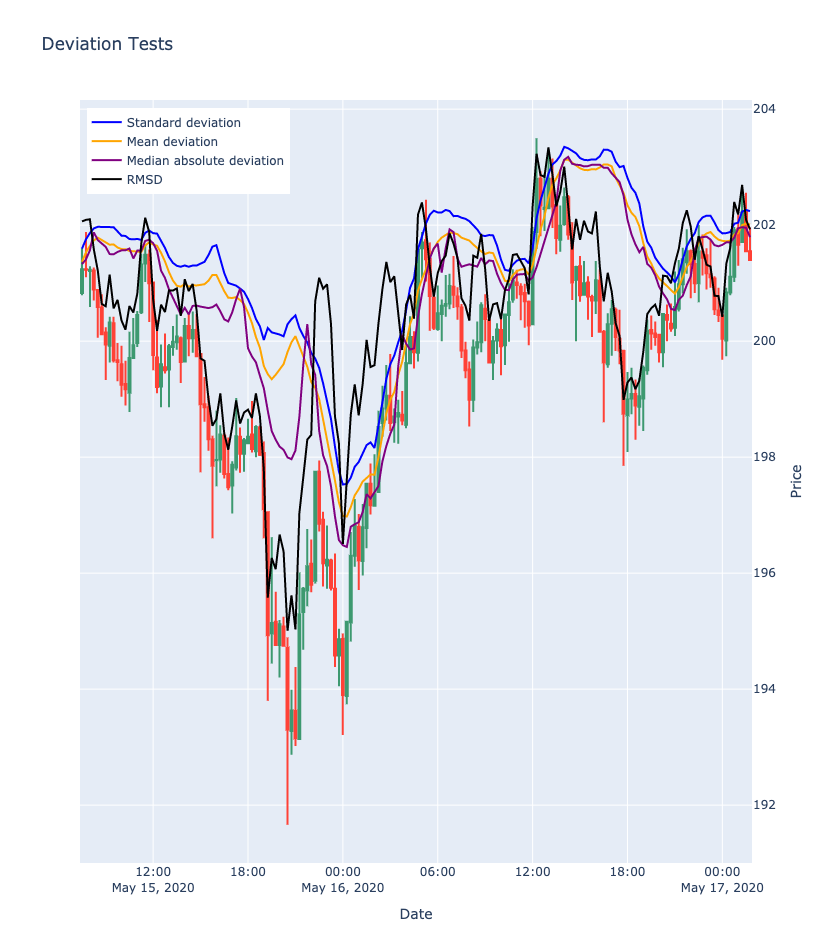 Deviation Tests
Standard deviation
Mean deviation
Median absolute deviation
RMSD
204
202
200
198
196
194
192
Price
12:00 18:00 00:00 06:00 12:00 18:00 00:00
May 15, 2020 May 16, 2020 May 17, 2020
Date